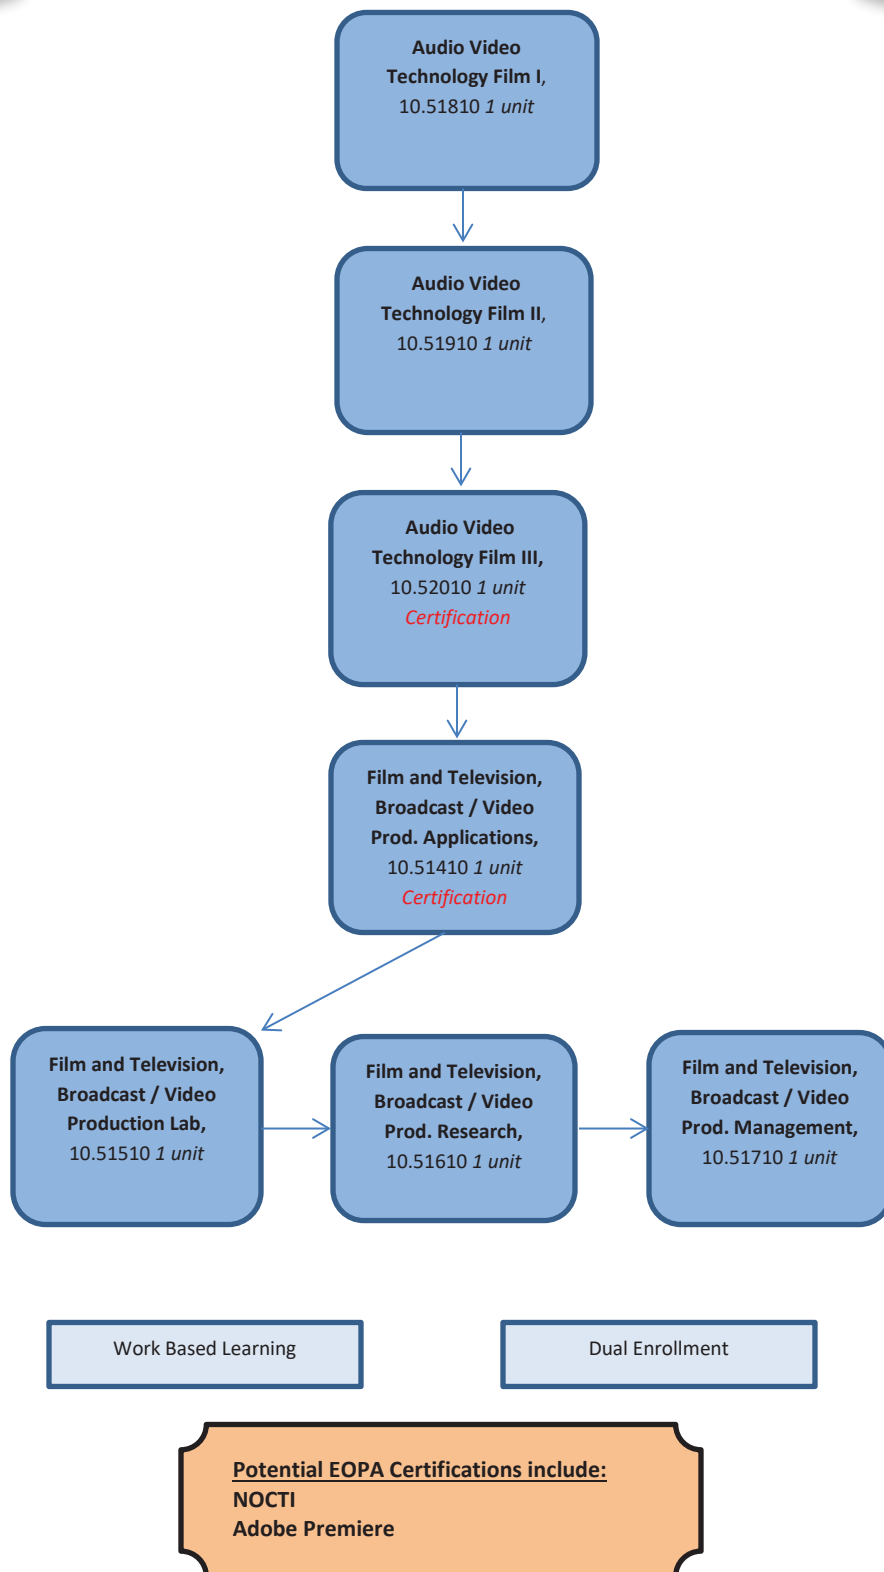 Audio Video
Technology Film I,
10.51810 1 unit
Audio Video
Technology Film II,
10.51910 1 unit
Audio Video
Technology Film III,
10.52010 1 unit
Certification
Film and Television,
Broadcast / Video
Prod. Applications,
10.51410 1 unit
Certification
Film and Television,
Broadcast / Video
Production Lab,
10.51510 1 unit
Film and Television,
Broadcast / Video
Prod. Research,
10.51610 1 unit
Film and Television,
Broadcast / Video
Prod. Management,
10.51710 1 unit
Work Based Learning
Dual Enrollment
Potential EOPA Certifications include:
NOCTI
Adobe Premiere